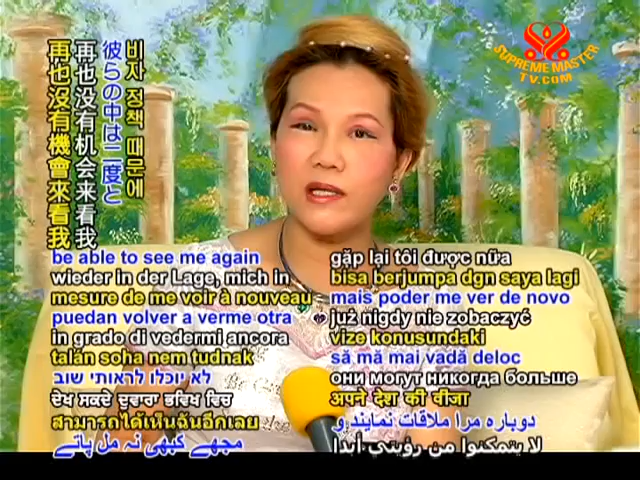 SUPREME MASTER
TV.COM
비자 정책 때문에
彼らの中は二度と
再也没有机会来看我
再也沒有機會來看我
be able to see me again
wieder in der Lage, mich in
mesure de me voir à nouveau
puedan volver a verme otra
in grado di vedermi ancora
talán soha nem tudnak
לא יוכלו לראותי שוב
ਦੇਖ ਸਕਦੇ ਦੁਵਾਰਾ ਭਵਿਖ ਵਿਚ
สามารถได้เห็นฉันอีกเลย
مجھے کبھی نہ مل پاتے
gặp lại tôi được nữa
bisa berjumpa dgn saya lagi
mais poder me ver de novo
już nigdy nie zobaczyć
vize konusundaki
să mă mai vadă deloc
они могут никогда больше
अपने देश की वीजा
دوباره مرا ملاقات نمایند و
لا يتمكنوا من رؤيتي أبدا